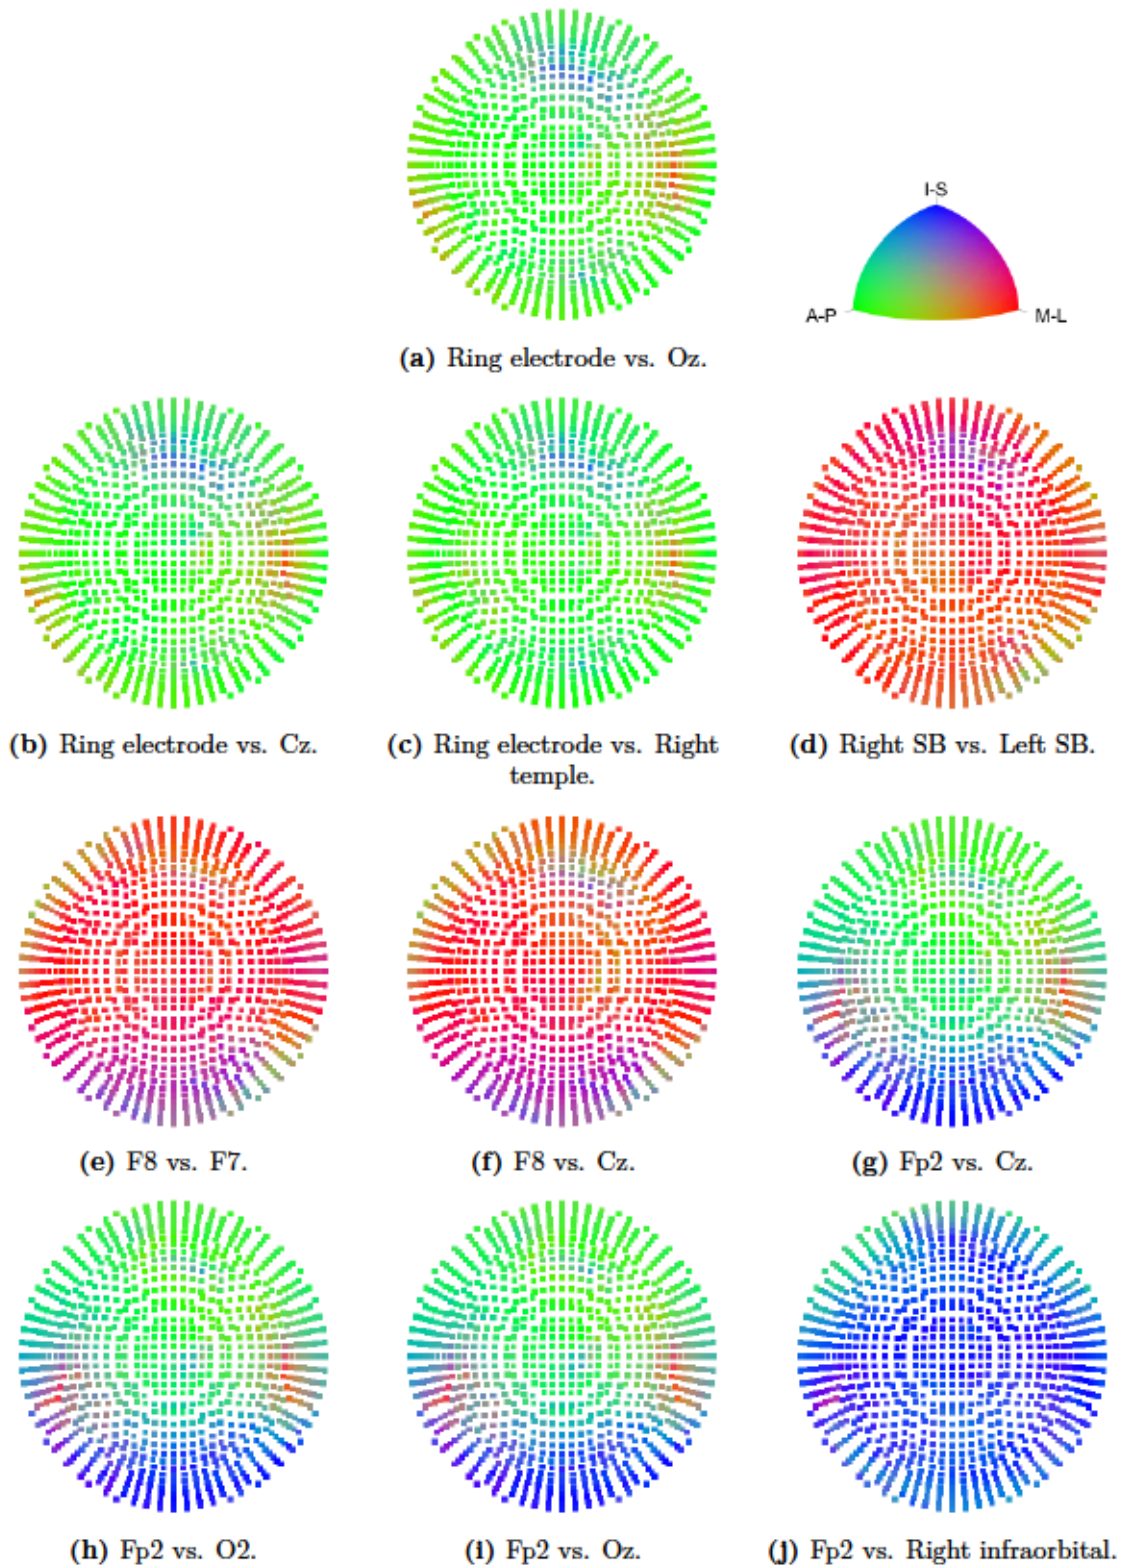 I-S
A-P
M-L
(a) Ring electrode vs. Oz.
(b) Ring electrode vs. Cz.
(c) Ring electrode vs. Right
temple.
(d) Right SB vs. Left SB.
(e) F8 vs. F7.
(f) F8 vs. Cz.
(g) Fp2 vs. Cz.
(h) Fp2 vs. O2.
(i) Fp2 vs. Oz.
(j) Fp2 vs. Right infraorbital.